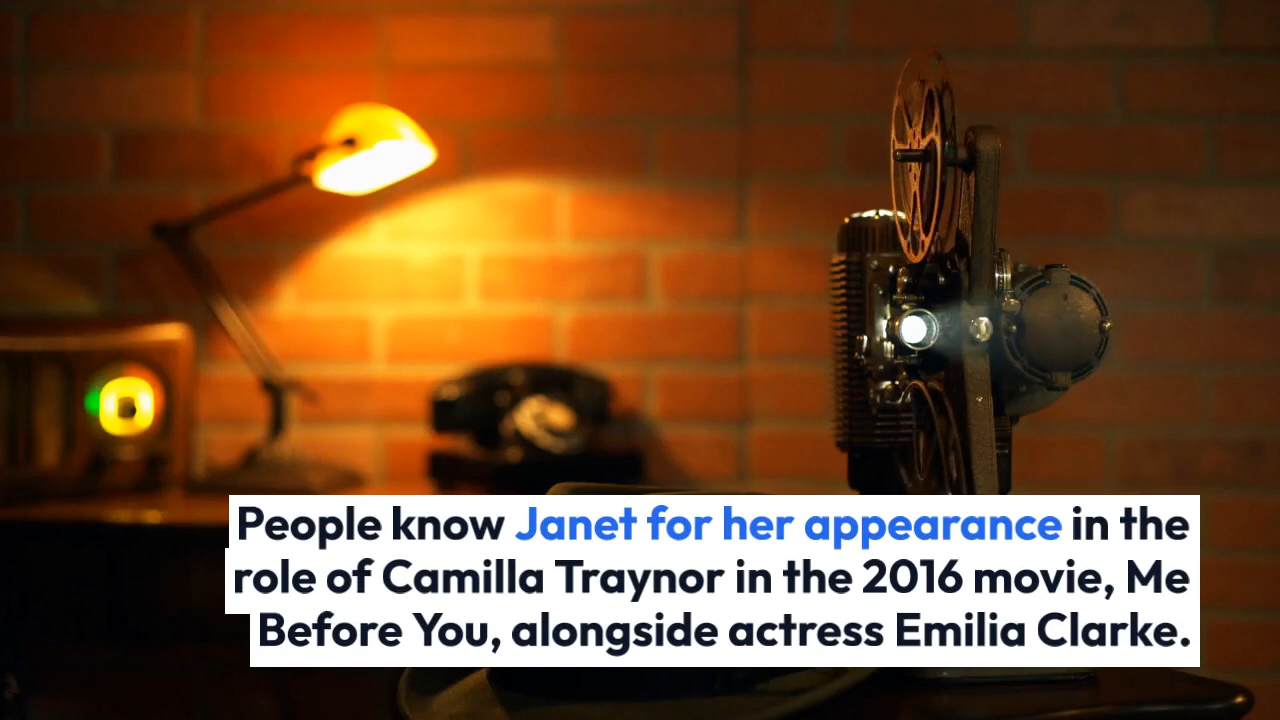 People know Janet for her appearance in the
role of Camilla Traynor in the 2016 movie, Me
Before You, alongside actress Emilia Clarke.